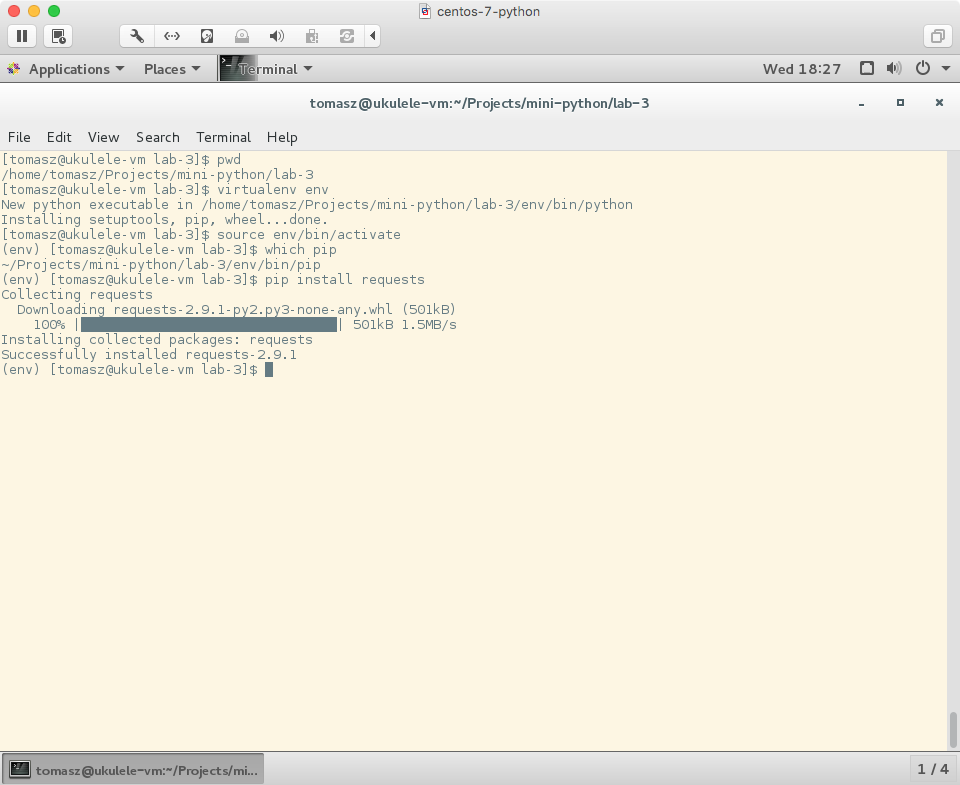 centos-7-python
Applications Places Terminal Wed 18:27
tomasz@ukulele-vm:~/Projects/mini-python/lab-3
File Edit View Search Terminal Help
[tomasz@ukulele-vm lab-3]$ pwd
/home/tomasz/Projects/mini-python/lab-3
[tomasz@ukulele-vm lab-3]$ virtualenv env
New python executable in /home/tomasz/Projects/mini-python/lab-3/env/bin/python
Installing setuptools, pip, wheel...done.
[tomasz@ukulele-vm lab-3]$ source env/bin/activate
(env) [tomasz@ukulele-vm lab-3]$ which pip
~/Projects/mini-python/lab-3/env/bin/pip
(env) [tomasz@ukulele-vm lab-3]$ pip install requests
Collecting requests
  Downloading requests-2.9.1-py2.py3-none-any.whl (501kB)
    100% |████████████████████████████████| 501kB 1.5MB/s
Installing collected packages: requests
Successfully installed requests-2.9.1
(env) [tomasz@ukulele-vm lab-3]$
tomasz@ukulele-vm:~/Projects/mi... 1 / 4